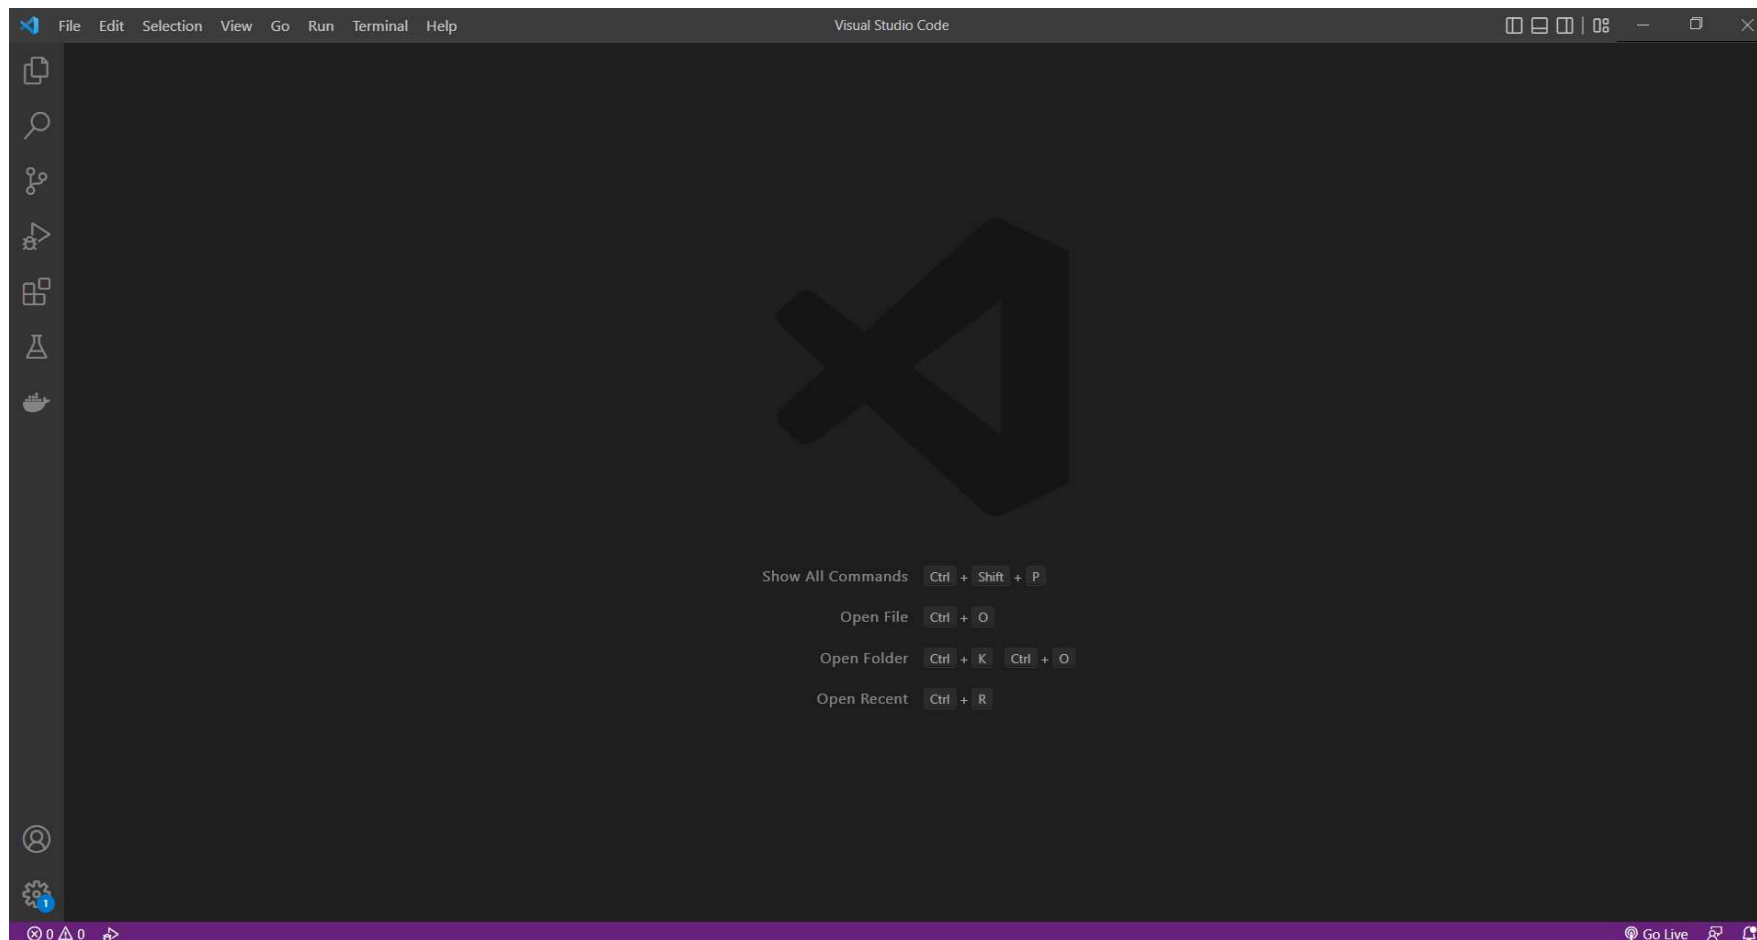 File Edit Selection View Go Run Terminal Help Visual Studio Code
Show All Commands Ctrl + Shift + P
Open File Ctrl + O
Open Folder Ctrl + K Ctrl + O
Open Recent Ctrl + R
1
0 0 Go Live